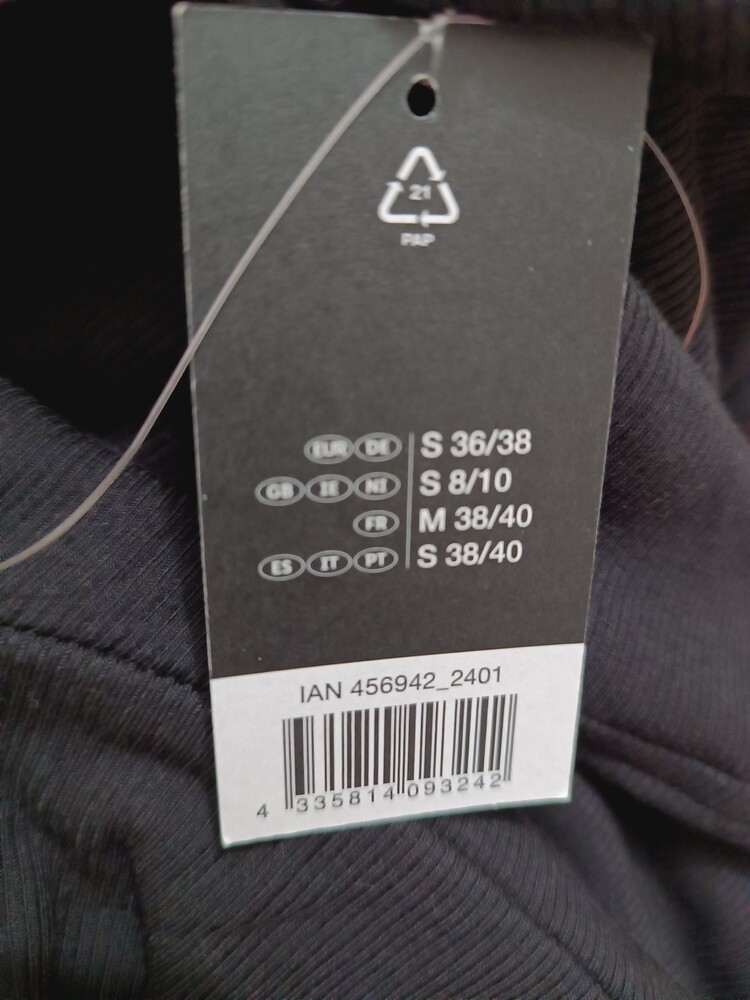 21
PAP
EUR DE S 36/38
GB IE NI S 8/10
FR M 38/40
ES IT PT S 38/40
IAN 456942_2401
4 335814 093242